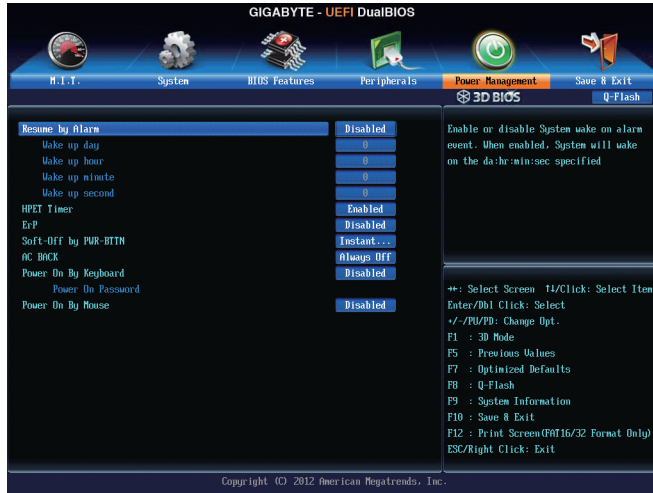 GIGABYTE - UEFI DualBIOS
M.I.T. System BIOS Features Peripherals Power Management Save & Exit
3D BIOS Q-Flash
Resume by Alarm Disabled
Wake up day 0
Wake up hour 0
Wake up minute 0
Wake up second 0
HPET Timer Enabled
ErP Disabled
Soft-Off by PWR-BTTN Instant...
AC BACK Always Off
Power On By Keyboard Disabled
Power On Password
Power On By Mouse Disabled
Enable or disable System wake on alarm
event. When enabled, System will wake
on the da:hr:min:sec specified
→←: Select Screen ↑↓/Click: Select Item
Enter/Dbl Click: Select
+/-/PU/PD: Change Opt.
F1 : 3D Mode
F5 : Previous Values
F7 : Optimized Defaults
F8 : Q-Flash
F9 : System Information
F10 : Save & Exit
F12 : Print Screen(FAT16/32 Format Only)
ESC/Right Click: Exit
Copyright (C) 2012 American Megatrends, Inc.